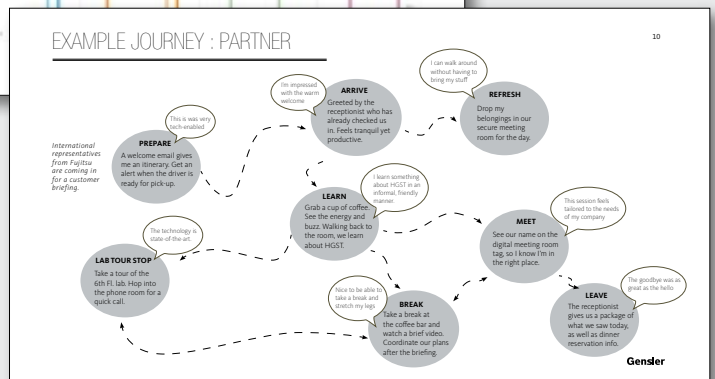 EXAMPLE JOURNEY : PARTNER
10
International
representatives
from Fujitsu
are coming in
for a customer
briefing.
This is was very
tech-enabled
PREPARE
A welcome email gives
me an itinerary. Get an
alert when the driver is
ready for pick-up.
I'm impressed
with the warm
welcome
ARRIVE
Greeted by the
receptionist who has
already checked us
in. Feels tranquil yet
productive.
I can walk around
without having to
bring my stuff
REFRESH
Drop my
belongings in our
secure meeting
room for the day.
I learn something
about HGST in an
informal, friendly
manner.
LEARN
Grab a cup of coffee.
See the energy and
buzz. Walking back to
the room, we learn
about HGST.
The technology is
state-of-the-art.
LAB TOUR STOP
Take a tour of the
6th Fl. lab. Hop into
the phone room for a
quick call.
This session feels
tailored to the needs
of my company
MEET
See our name on the
digital meeting room
tag, so I know I'm in
the right place.
Nice to be able to
take a break and
stretch my legs
BREAK
Take a break at
the coffee bar and
watch a brief video.
Coordinate our plans
after the briefing.
The goodbye was as
great as the hello
LEAVE
The receptionist
gives us a package of
what we saw today,
as well as dinner
reservation info.
Gensler